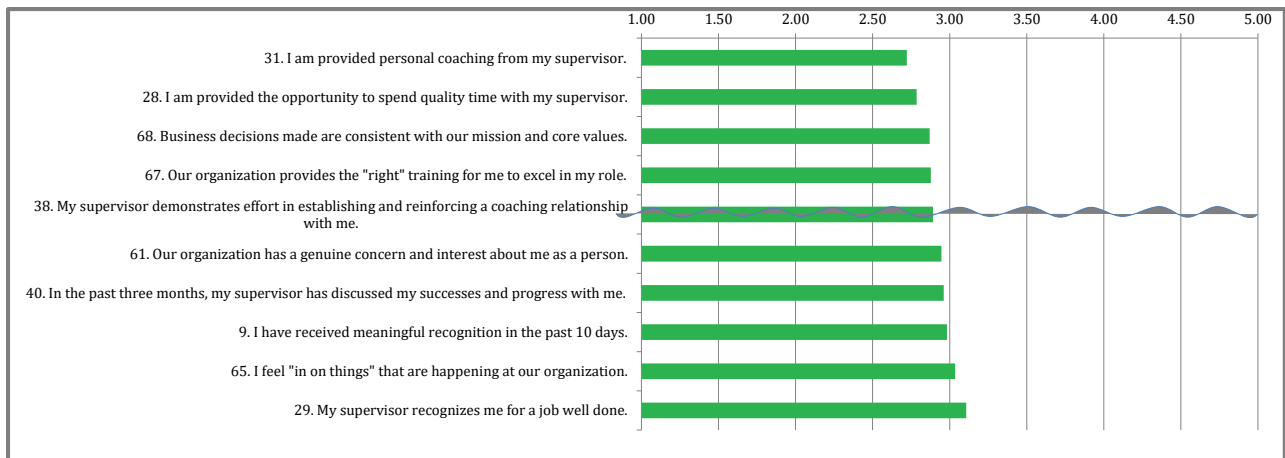 1.00 1.50 2.00 2.50 3.00 3.50 4.00 4.50 5.00
31. I am provided personal coaching from my supervisor.
28. I am provided the opportunity to spend quality time with my supervisor.
68. Business decisions made are consistent with our mission and core values.
67. Our organization provides the "right" training for me to excel in my role.
38. My supervisor demonstrates effort in establishing and reinforcing a coaching relationship
with me.
61. Our organization has a genuine concern and interest about me as a person.
40. In the past three months, my supervisor has discussed my successes and progress with me.
9. I have received meaningful recognition in the past 10 days.
65. I feel "in on things" that are happening at our organization.
29. My supervisor recognizes me for a job well done.